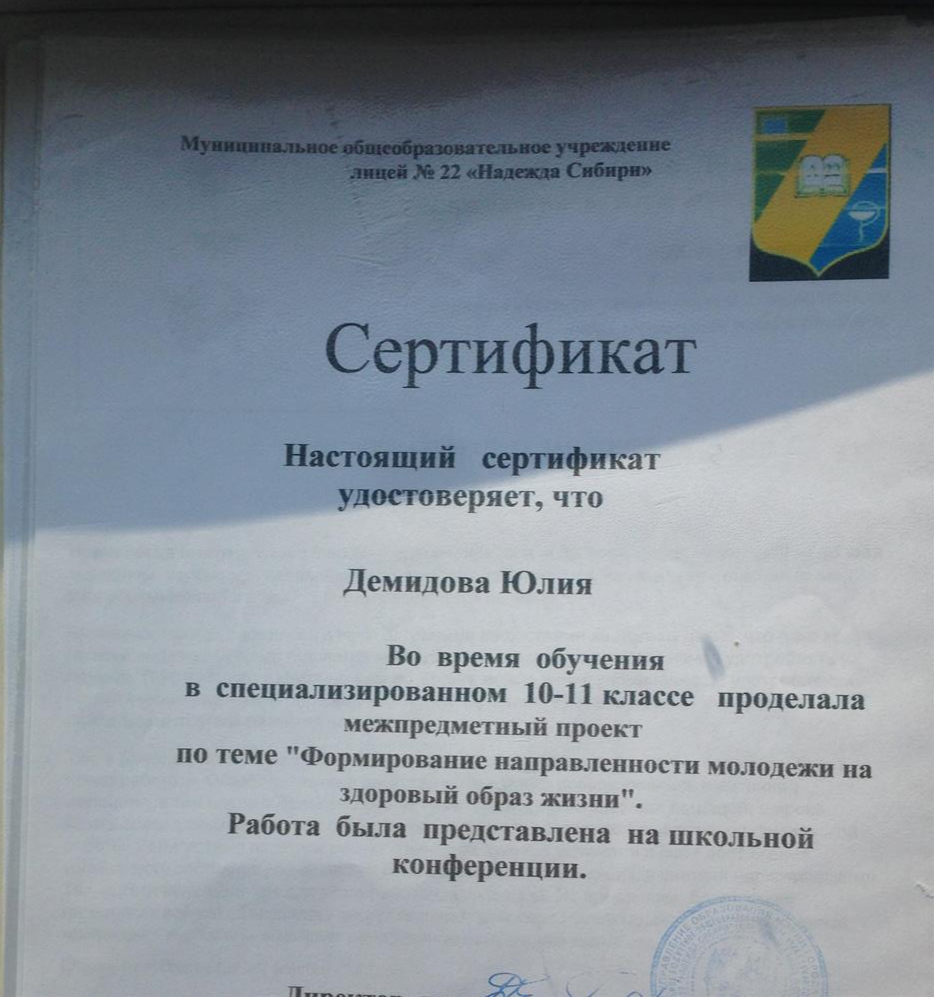 Муниципальное общеобразовательное учреждение
лицей № 22 «Надежда Сибири»
Сертификат
Настоящий сертификат
удостоверяет, что
Демидова Юлия
Во время обучения
в специализированном 10-11 классе проделала
межпредметный проект
по теме "Формирование направленности молодежи на
здоровый образ жизни".
Работа была представлена на школьной
конференции.
Директор